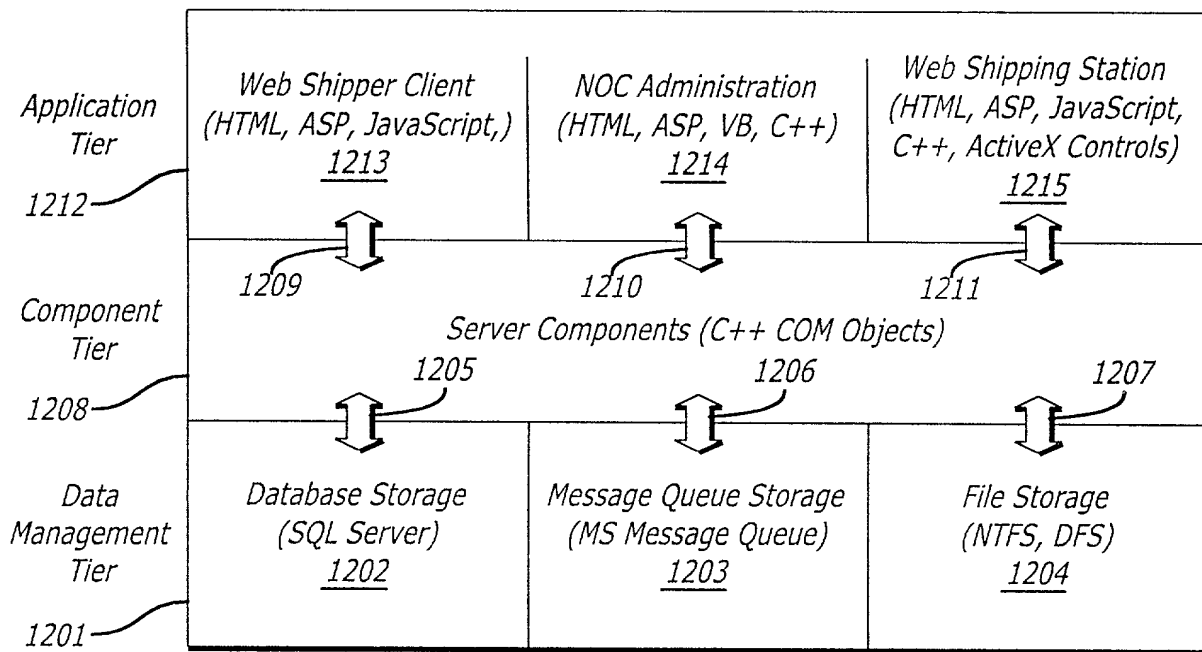 Application
Tier
1212
Web Shipper Client
(HTML, ASP, JavaScript,)
1213
NOC Administration
(HTML, ASP, VB, C++)
1214
Web Shipping Station
(HTML, ASP, JavaScript,
C++, ActiveX Controls)
1215
1209
1210
1211
Component
Tier
1208
Server Components (C++ COM Objects)
1205
1206
1207
Data
Management
Tier
1201
Database Storage
(SQL Server)
1202
Message Queue Storage
(MS Message Queue)
1203
File Storage
(NTFS, DFS)
1204